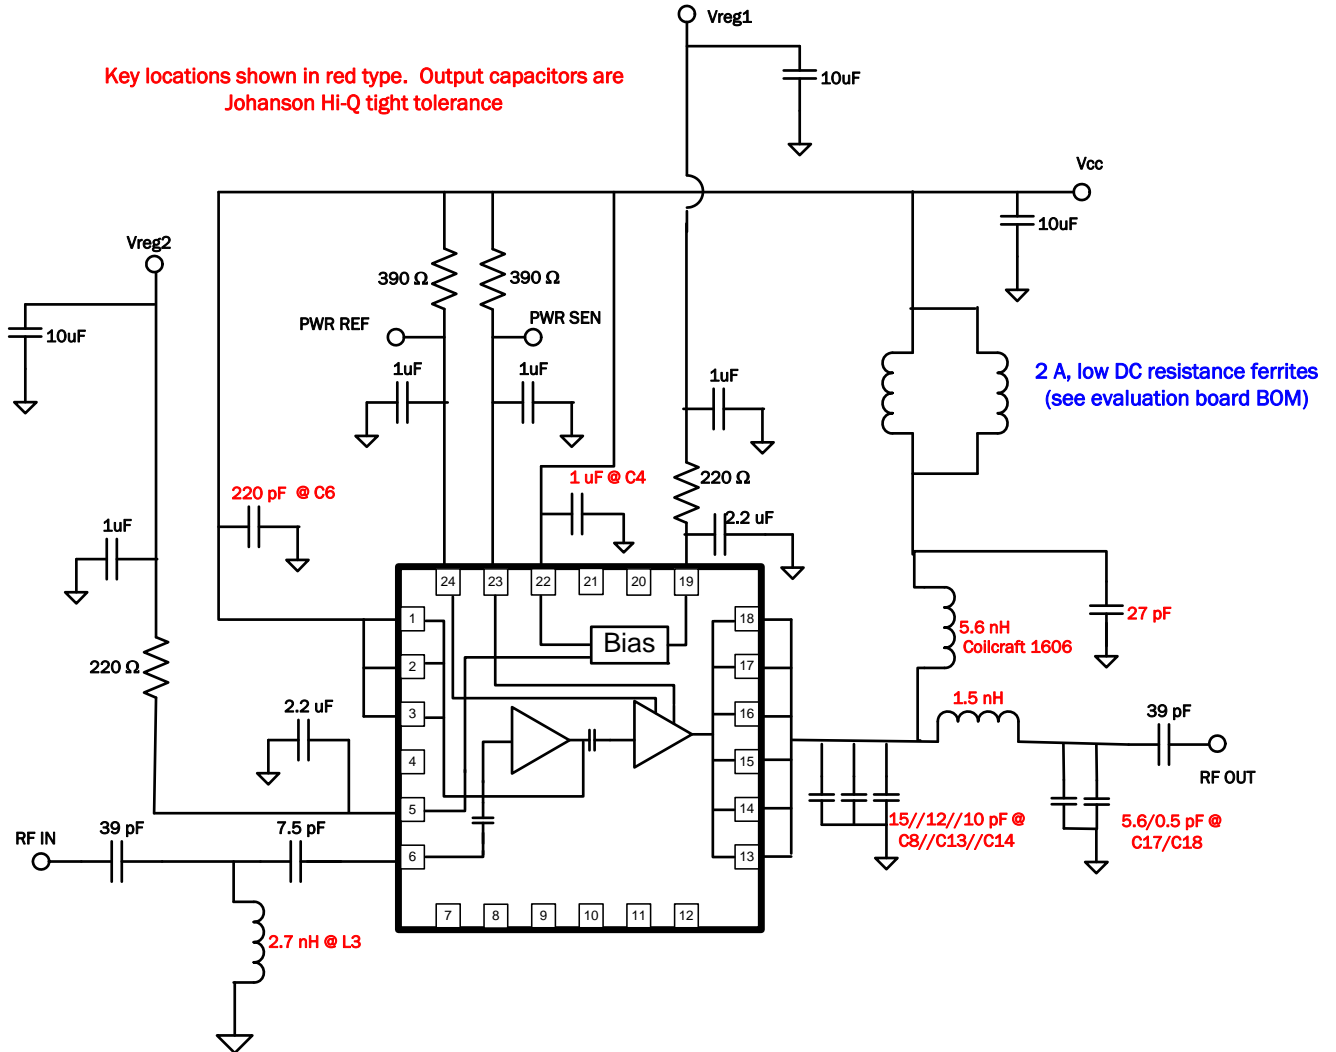 Vreg1
Key locations shown in red type. Output capacitors are
Johanson Hi-Q tight tolerance
10uF
Vcc
10uF
Vreg2
10uF
390 Ω
390 Ω
PWR REF
PWR SEN
1uF
1uF
1uF
2 A, low DC resistance ferrites
(see evaluation board BOM)
220 pF @ C6
1 uF @ C4
220 Ω
2.2 uF
1uF
24
23
22
21
20
19
1
2
3
4
5
6
Bias
18
17
16
15
14
13
7
8
9
10
11
12
27 pF
5.6 nH
Coilcraft 1606
220 Ω
2.2 uF
1.5 nH
39 pF
RF OUT
15//12//10 pF @
C8//C13//C14
5.6/0.5 pF @
C17/C18
RF IN
39 pF
7.5 pF
2.7 nH @ L3